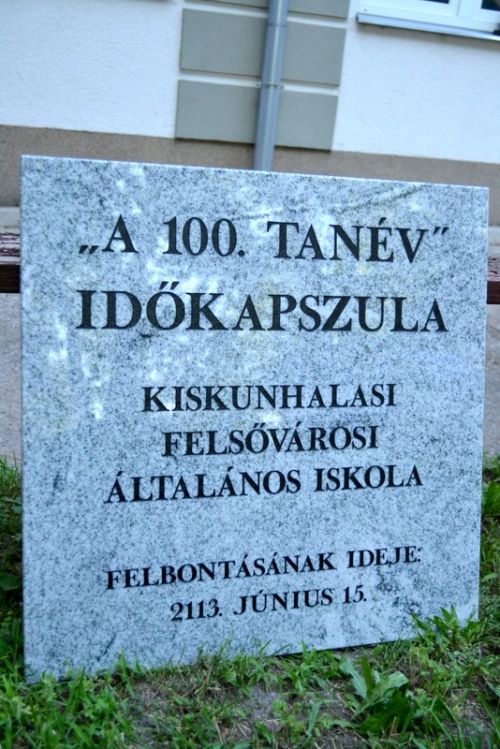 „A 100. TANÉV”
IDŐKAPSZULA
KISKUNHALASI
FELSŐVÁROSI
ÁLTALÁNOS ISKOLA
FELBONTÁSÁNAK IDEJE:
2113. JÚNIUS 15.